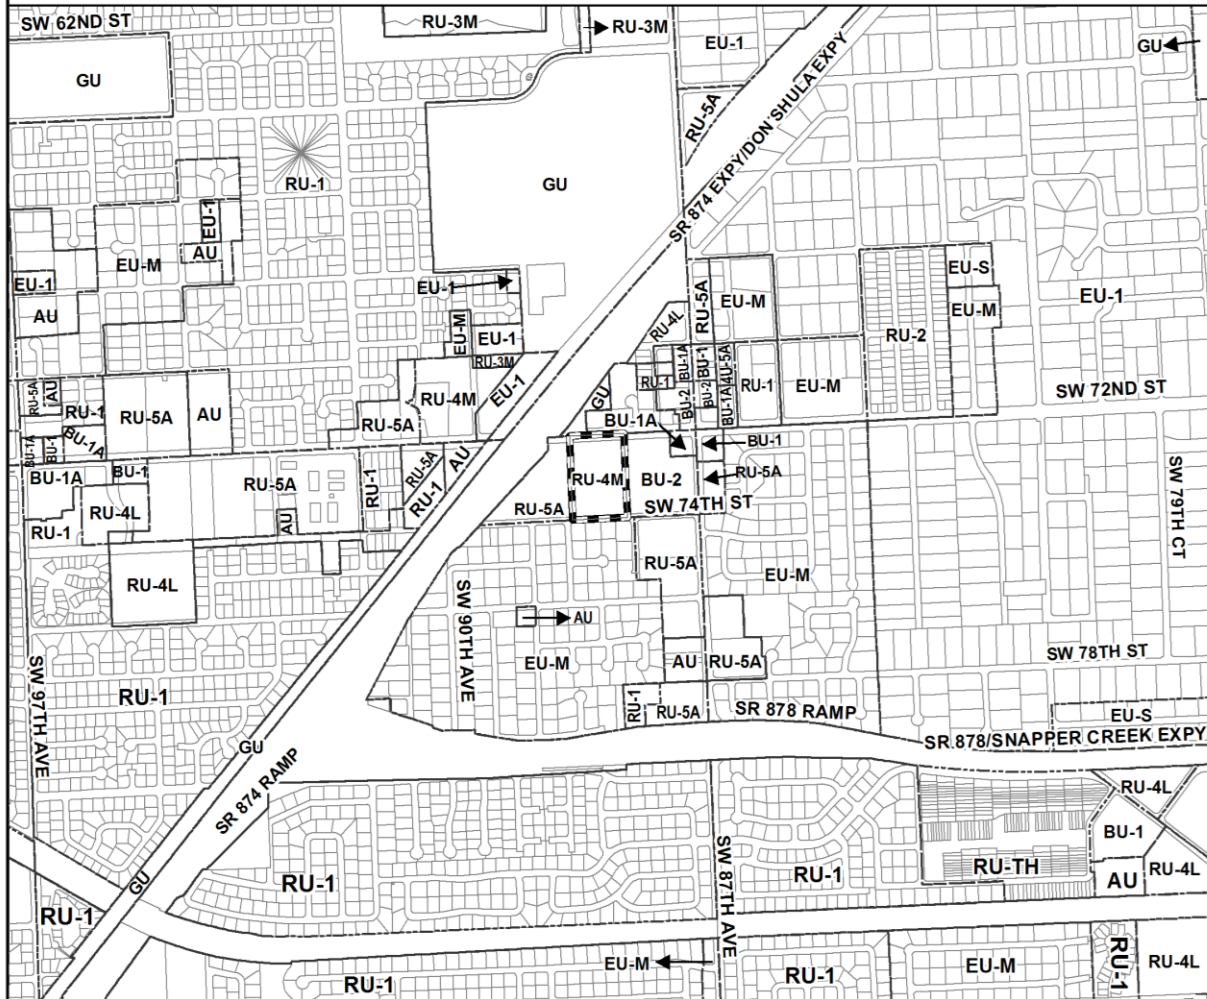 SW 62ND ST
RU-3M
RU-3M
EU-1
GU
GU
RU-5A
SR 874 EXPY/DON SHULA EXPY
RU-1
GU
EU-1
AU
EU-M
EU-1
AU
EU-1
EU-M
EU-1
RU-3M
RU-4L
RU-5A
EU-M
EU-S
EU-M
EU-1
RU-2
RU-5A
AU
RU-1
RU-5A
AU
RU-4M
EU-1
RU-5A
GU
RU-1
BU-1A
BU-1
BU-2
BU-2
BU-1A
RU-1
EU-M
SW 72ND ST
BU-1A
BU-1
BU-1A
BU-1A
BU-1
BU-1A
BU-1
RU-1
RU-4L
RU-5A
AU
RU-1
RU-5A
AU
RU-1
RU-5A
RU-4M
BU-2
RU-5A
SW 74TH ST
SW 79TH CT
RU-4L
RU-5A
EU-M
SW 90TH AVE
AU
EU-M
AU
RU-5A
SW 78TH ST
SW 97TH AVE
RU-1
RU-1
RU-5A
SR 878 RAMP
EU-S
SR 878/SNAPPER CREEK EXPY
GU
SR 874 RAMP
RU-4L
BU-1
SW 87TH AVE
RU-1
RU-TH
AU
RU-4L
GU
RU-1
RU-1
EU-M
RU-1
RU-1
EU-M
RU-1
RU-4L
GU